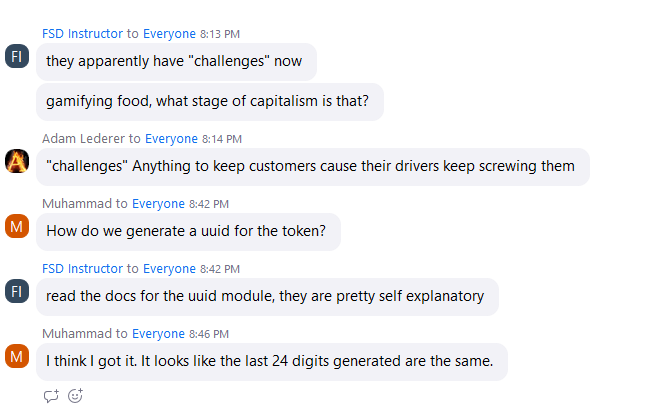 FSD Instructor to Everyone 8:13 PM
FI
they apparently have "challenges" now
gamifying food, what stage of capitalism is that?
Adam Lederer to Everyone 8:14 PM
A
"challenges" Anything to keep customers cause their drivers keep screwing them
Muhammad to Everyone 8:42 PM
M
How do we generate a uuid for the token?
FSD Instructor to Everyone 8:42 PM
FI
read the docs for the uuid module, they are pretty self explanatory
Muhammad to Everyone 8:46 PM
M
I think I got it. It looks like the last 24 digits generated are the same.